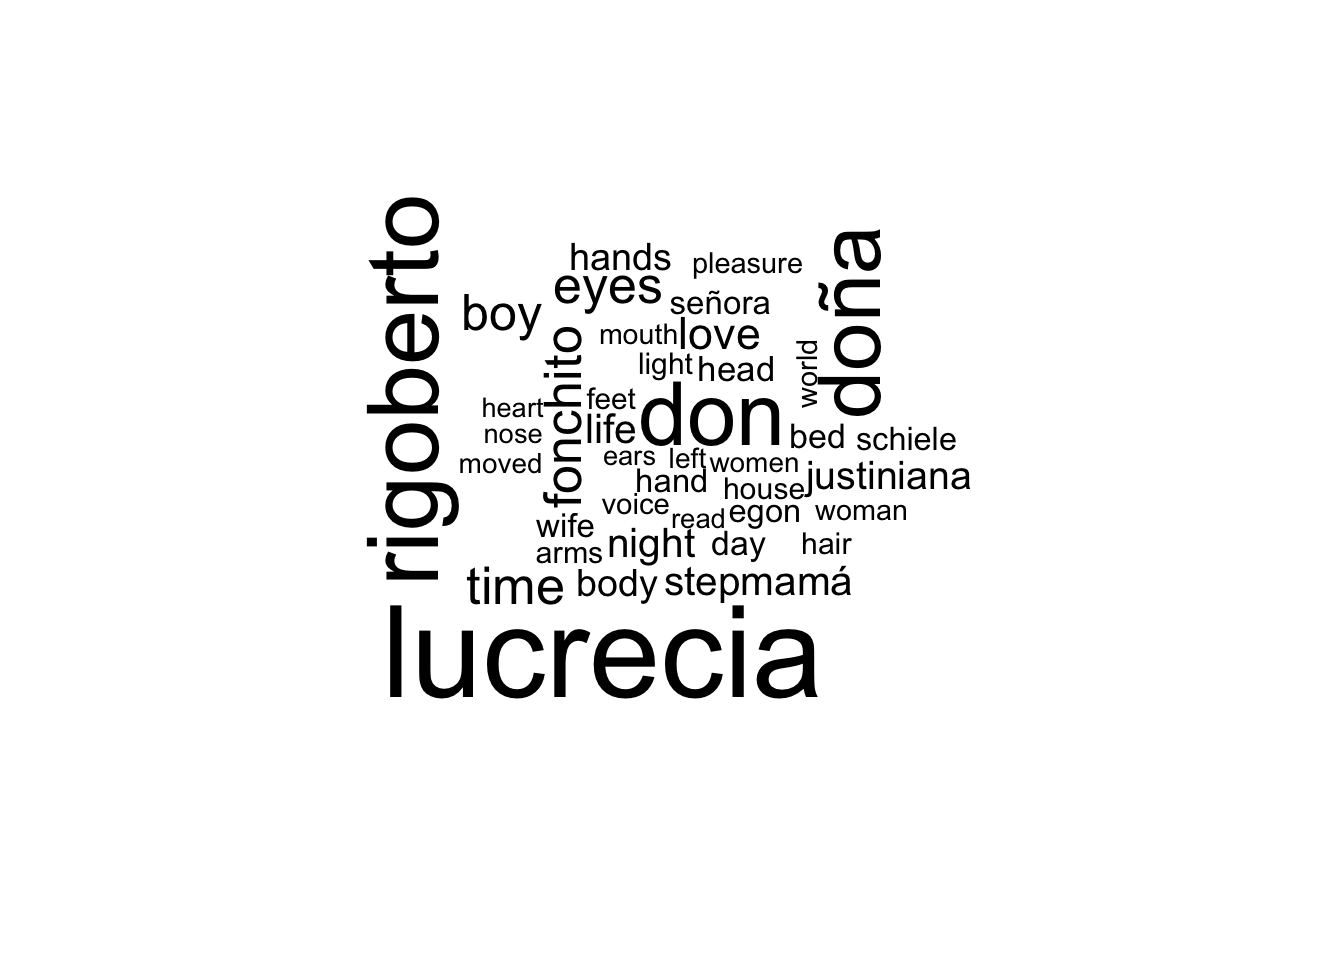 rigoberto
hands
pleasure
doña
eyes
boy
señora
mouth
love
light
head
world
fonchito
heart
feet
don
nose
life
bed
schiele
moved
ears
left
women
justiniana
hand
house
voice
read
egon
woman
wife
arms
night
day
hair
time
body
stepmamá
lucrecia